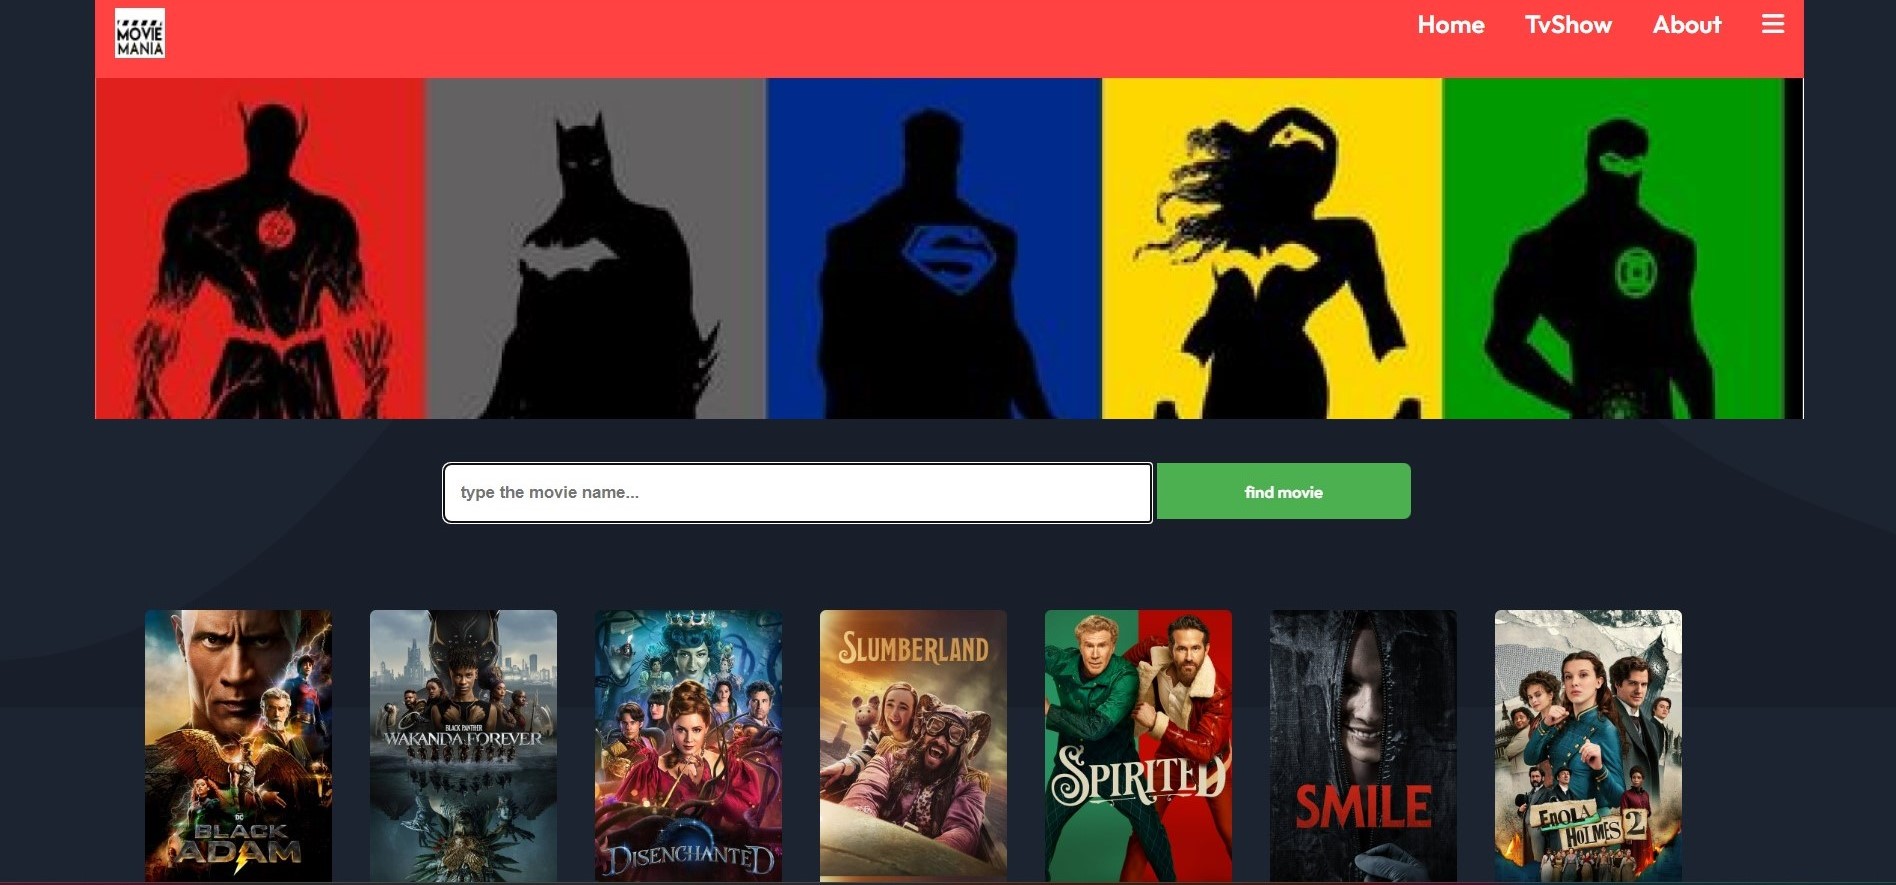 MOVIE
MANIA
Home TvShow About
type the movie name...
find movie
DC
BLACK
ADAM
BLACK PANTHER
WAKANDA FOREVER
DISENCHANTED
SLUMBERLAND
SPIRITED
SMILE
ENOLA
HOLMES 2